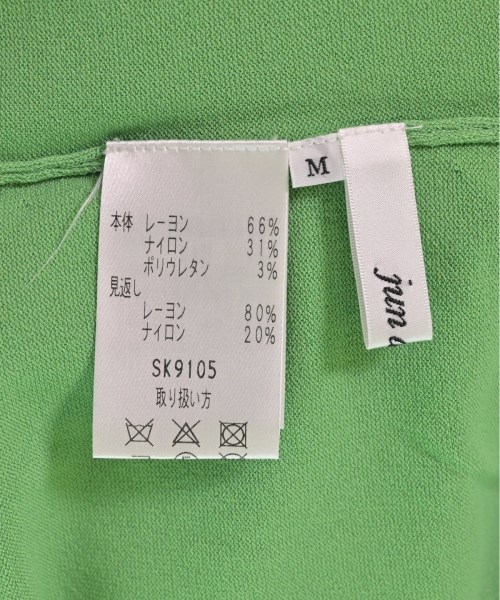 本体 レーヨン 66%
ナイロン 31%
ポリウレタン 3%
見返し
レーヨン 80%
ナイロン 20%
SK9105
取り扱い方
M
jun